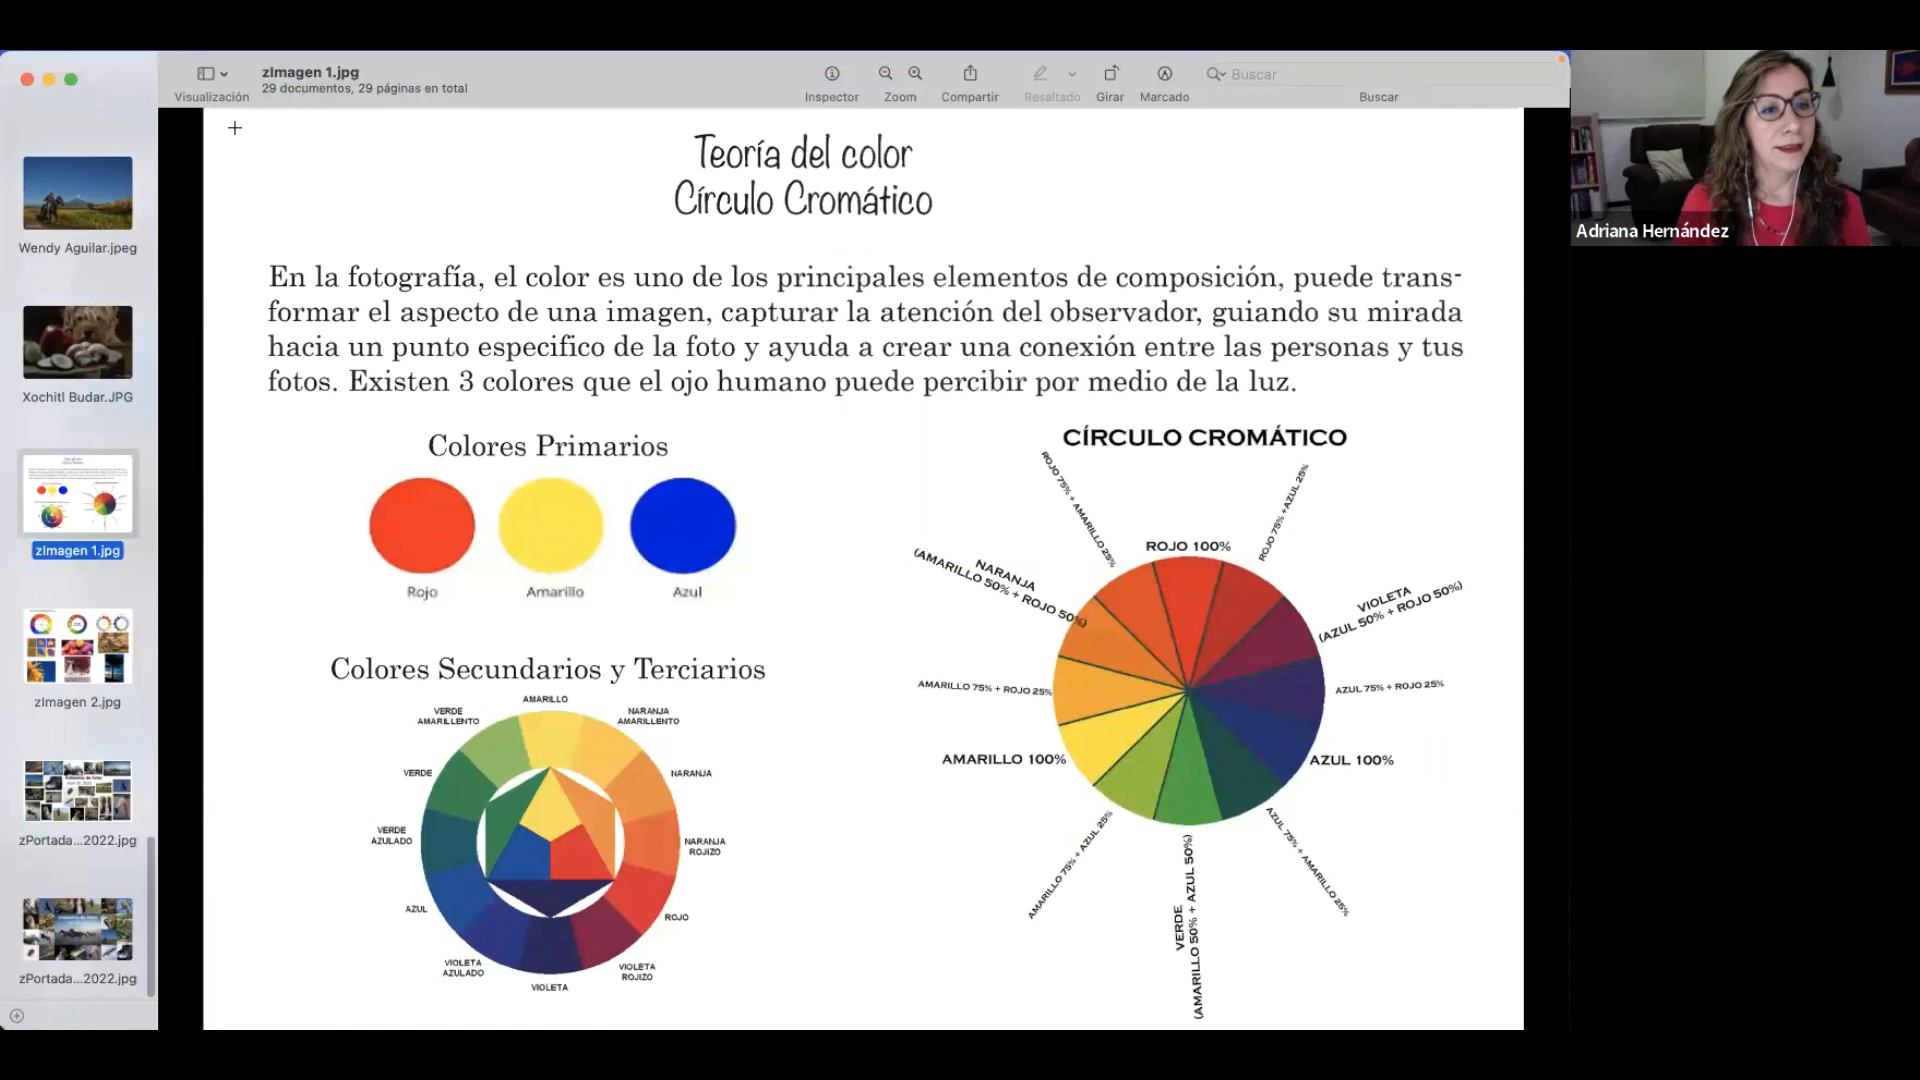 zImagen 1.jpg
29 documentos, 29 páginas en total
Visualización
Inspector
Zoom
Compartir
Resaltado
Girar
Marcado
Buscar
Buscar
Wendy Aguilar.jpeg
Xochitl Budar.JPG
zImagen 1.jpg
zImagen 2.jpg
zPortada...2022.jpg
zPortada...2022.jpg
Adriana Hernández
Teoría del color
Círculo Cromático
En la fotografía, el color es uno de los principales elementos de composición, puede trans-
formar el aspecto de una imagen, capturar la atención del observador, guiando su mirada
hacia un punto especifico de la foto y ayuda a crear una conexión entre las personas y tus
fotos. Existen 3 colores que el ojo humano puede percibir por medio de la luz.
Colores Primarios
Rojo
Amarillo
Azul
Colores Secundarios y Terciarios
AMARILLO
NARANJA
AMARILLENTO
NARANJA
NARANJA
ROJIZO
ROJO
VIOLETA
ROJIZO
VIOLETA
VIOLETA
AZULADO
AZUL
VERDE
AZULADO
VERDE
VERDE
AMARILLENTO
CÍRCULO CROMÁTICO
ROJO 100%
ROJO 75% + AZUL 25%
VIOLETA
(AZUL 50% + ROJO 50%)
AZUL 75% + ROJO 25%
AZUL 100%
AZUL 75% + AMARILLO 25%
VERDE
(AMARILLO 50% + AZUL 50%)
AMARILLO 75% + AZUL 25%
AMARILLO 100%
AMARILLO 75% + ROJO 25%
NARANJA
(AMARILLO 50% + ROJO 50%)
ROJO 75% + AMARILLO 25%